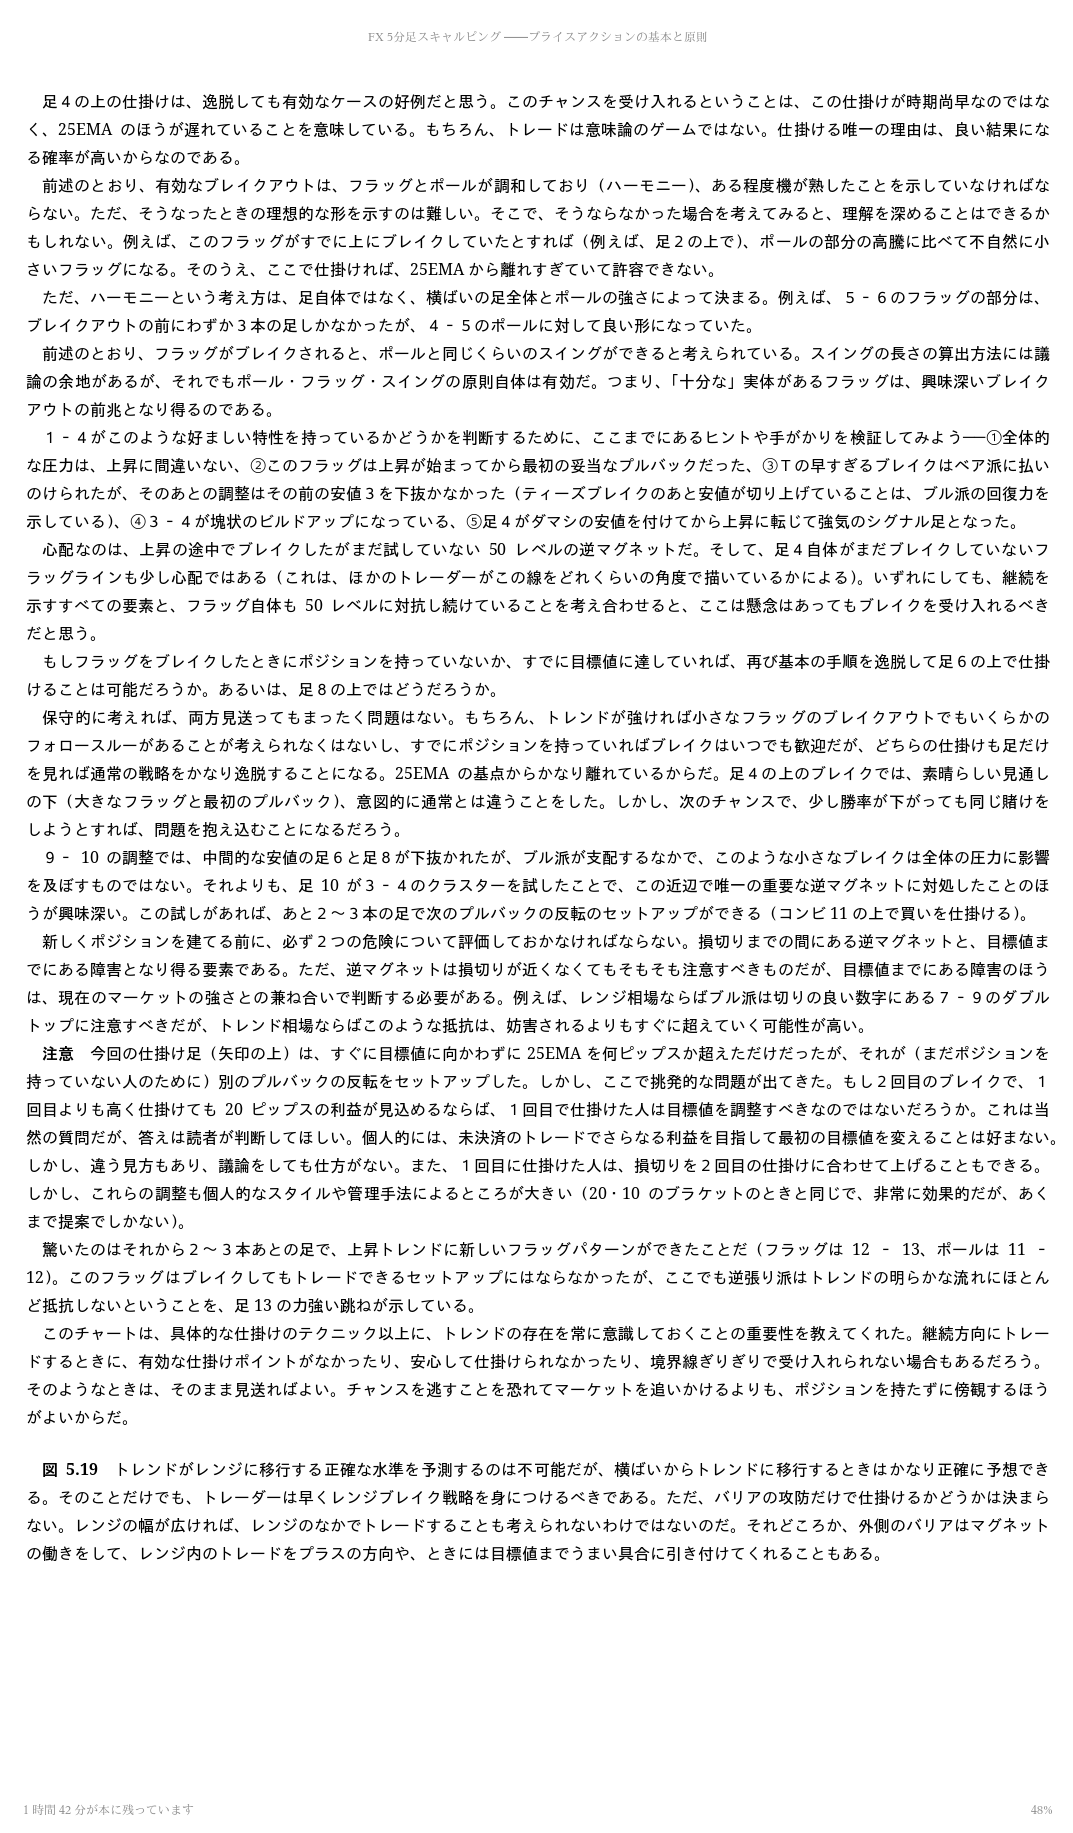 FX 5分足スキャルピング ――プライスアクションの基本と原則
足４の上の仕掛けは、逸脱しても有効なケースの好例だと思う。このチャンスを受け入れるということは、この仕掛けが時期尚早なのではな
く、25EMA のほうが遅れていることを意味している。もちろん、トレードは意味論のゲームではない。仕掛ける唯一の理由は、良い結果にな
る確率が高いからなのである。
前述のとおり、有効なブレイクアウトは、フラッグとポールが調和しており（ハーモニー）、ある程度機が熟したことを示していなければな
らない。ただ、そうなったときの理想的な形を示すのは難しい。そこで、そうならなかった場合を考えてみると、理解を深めることはできるか
もしれない。例えば、このフラッグがすでに上にブレイクしていたとすれば（例えば、足２の上で）、ポールの部分の高騰に比べて不自然に小
さいフラッグになる。そのうえ、ここで仕掛ければ、25EMA から離れすぎていて許容できない。
ただ、ハーモニーという考え方は、足自体ではなく、横ばいの足全体とポールの強さによって決まる。例えば、５‐６のフラッグの部分は、
ブレイクアウトの前にわずか３本の足しかなかったが、４‐５のポールに対して良い形になっていた。
前述のとおり、フラッグがブレイクされると、ポールと同じくらいのスイングができると考えられている。スイングの長さの算出方法には議
論の余地があるが、それでもポール・フラッグ・スイングの原則自体は有効だ。つまり、「十分な」実体があるフラッグは、興味深いブレイク
アウトの前兆となり得るのである。
１‐４がこのような好ましい特性を持っているかどうかを判断するために、ここまでにあるヒントや手がかりを検証してみよう――①全体的
な圧力は、上昇に間違いない、②このフラッグは上昇が始まってから最初の妥当なプルバックだった、③Ｔの早すぎるブレイクはベア派に払い
のけられたが、そのあとの調整はその前の安値３を下抜かなかった（ティーズブレイクのあと安値が切り上げていることは、ブル派の回復力を
示している）、④３‐４が塊状のビルドアップになっている、⑤足４がダマシの安値を付けてから上昇に転じて強気のシグナル足となった。
心配なのは、上昇の途中でブレイクしたがまだ試していない 50 レベルの逆マグネットだ。そして、足４自体がまだブレイクしていないフ
ラッグラインも少し心配ではある（これは、ほかのトレーダーがこの線をどれくらいの角度で描いているかによる）。いずれにしても、継続を
示すすべての要素と、フラッグ自体も 50 レベルに対抗し続けていることを考え合わせると、ここは懸念はあってもブレイクを受け入れるべき
だと思う。
もしフラッグをブレイクしたときにポジションを持っていないか、すでに目標値に達していれば、再び基本の手順を逸脱して足６の上で仕掛
けることは可能だろうか。あるいは、足８の上ではどうだろうか。
保守的に考えれば、両方見送ってもまったく問題はない。もちろん、トレンドが強ければ小さなフラッグのブレイクアウトでもいくらかの
フォロースルーがあることが考えられなくはないし、すでにポジションを持っていればブレイクはいつでも歓迎だが、どちらの仕掛けも足だけ
を見れば通常の戦略をかなり逸脱することになる。25EMA の基点からかなり離れているからだ。足４の上のブレイクでは、素晴らしい見通し
の下（大きなフラッグと最初のプルバック）、意図的に通常とは違うことをした。しかし、次のチャンスで、少し勝率が下がっても同じ賭けを
しようとすれば、問題を抱え込むことになるだろう。
９‐ 10 の調整では、中間的な安値の足６と足８が下抜かれたが、ブル派が支配するなかで、このような小さなブレイクは全体の圧力に影響
を及ぼすものではない。それよりも、足 10 が３‐４のクラスターを試したことで、この近辺で唯一の重要な逆マグネットに対処したことのほ
うが興味深い。この試しがあれば、あと２～３本の足で次のプルバックの反転のセットアップができる（コンビ 11 の上で買いを仕掛ける）。
新しくポジションを建てる前に、必ず２つの危険について評価しておかなければならない。損切りまでの間にある逆マグネットと、目標値ま
でにある障害となり得る要素である。ただ、逆マグネットは損切りが近くなくてもそもそも注意すべきものだが、目標値までにある障害のほう
は、現在のマーケットの強さとの兼ね合いで判断する必要がある。例えば、レンジ相場ならばブル派は切りの良い数字にある７‐９のダブル
トップに注意すべきだが、トレンド相場ならばこのような抵抗は、妨害されるよりもすぐに超えていく可能性が高い。
注意　今回の仕掛け足（矢印の上）は、すぐに目標値に向かわずに 25EMA を何ピップスか超えただけだったが、それが（まだポジションを
持っていない人のために）別のプルバックの反転をセットアップした。しかし、ここで挑発的な問題が出てきた。もし２回目のブレイクで、１
回目よりも高く仕掛けても 20 ピップスの利益が見込めるならば、１回目で仕掛けた人は目標値を調整すべきなのではないだろうか。これは当
然の質問だが、答えは読者が判断してほしい。個人的には、未決済のトレードでさらなる利益を目指して最初の目標値を変えることは好まない。
しかし、違う見方もあり、議論をしても仕方がない。また、１回目に仕掛けた人は、損切りを２回目の仕掛けに合わせて上げることもできる。
しかし、これらの調整も個人的なスタイルや管理手法によるところが大きい（20・10 のブラケットのときと同じで、非常に効果的だが、あく
まで提案でしかない）。
驚いたのはそれから２～３本あとの足で、上昇トレンドに新しいフラッグパターンができたことだ（フラッグは 12 ‐ 13、ポールは 11 ‐
12）。このフラッグはブレイクしてもトレードできるセットアップにはならなかったが、ここでも逆張り派はトレンドの明らかな流れにほとん
ど抵抗しないということを、足 13 の力強い跳ねが示している。
このチャートは、具体的な仕掛けのテクニック以上に、トレンドの存在を常に意識しておくことの重要性を教えてくれた。継続方向にトレー
ドするときに、有効な仕掛けポイントがなかったり、安心して仕掛けられなかったり、境界線ぎりぎりで受け入れられない場合もあるだろう。
そのようなときは、そのまま見送ればよい。チャンスを逃すことを恐れてマーケットを追いかけるよりも、ポジションを持たずに傍観するほう
がよいからだ。
図 5.19　トレンドがレンジに移行する正確な水準を予測するのは不可能だが、横ばいからトレンドに移行するときはかなり正確に予想でき
る。そのことだけでも、トレーダーは早くレンジブレイク戦略を身につけるべきである。ただ、バリアの攻防だけで仕掛けるかどうかは決まら
ない。レンジの幅が広ければ、レンジのなかでトレードすることも考えられないわけではないのだ。それどころか、外側のバリアはマグネット
の働きをして、レンジ内のトレードをプラスの方向や、ときには目標値までうまい具合に引き付けてくれることもある。
1 時間 42 分が本に残っています
48%